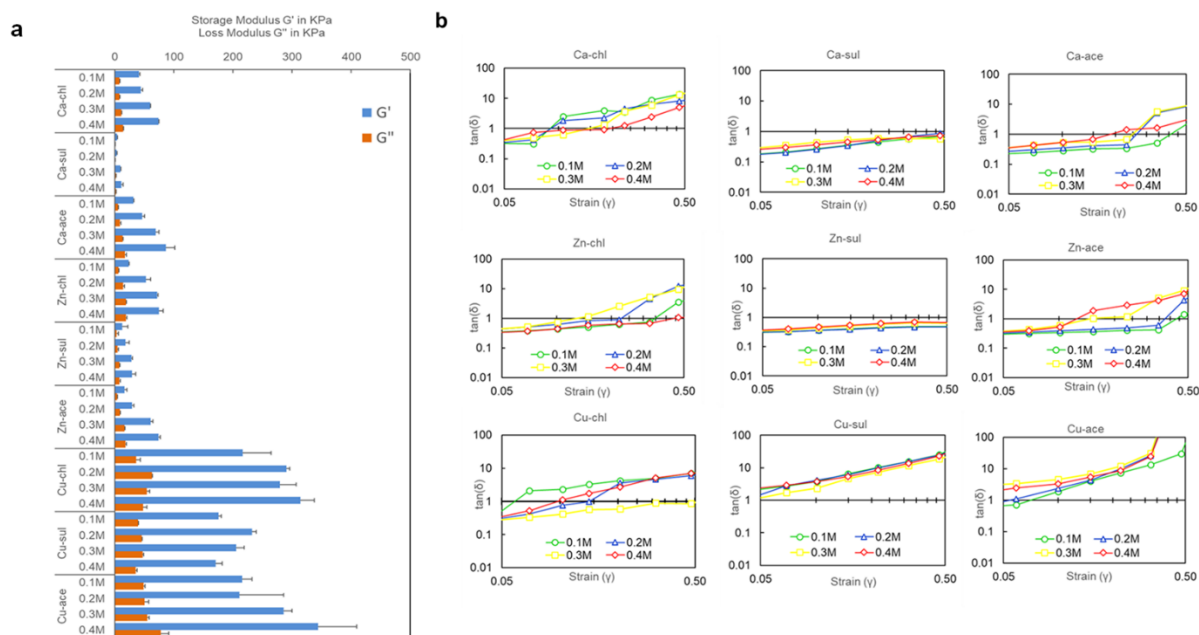 a
Storage Modulus G' in KPa
Loss Modulus G'' in KPa
0 100 200 300 400 500
Ca-chl
0.1M
0.2M
0.3M
0.4M
Ca-sul
0.1M
0.2M
0.3M
0.4M
Ca-ace
0.1M
0.2M
0.3M
0.4M
Zn-chl
0.1M
0.2M
0.3M
0.4M
Zn-sul
0.1M
0.2M
0.3M
0.4M
Zn-ace
0.1M
0.2M
0.3M
0.4M
Cu-chl
0.1M
0.2M
0.3M
0.4M
Cu-sul
0.1M
0.2M
0.3M
0.4M
Cu-ace
0.1M
0.2M
0.3M
0.4M
G'
G''
b
Ca-chl
tan(δ)
100
10
1
0.1
0.01
0.1M 0.2M
0.3M 0.4M
0.05 Strain (γ) 0.50
Ca-sul
tan(δ)
100
10
1
0.1
0.01
0.1M 0.2M
0.3M 0.4M
0.05 Strain (γ) 0.50
Ca-ace
tan(δ)
100
10
1
0.1
0.01
0.1M 0.2M
0.3M 0.4M
0.05 Strain (γ) 0.50
Zn-chl
tan(δ)
100
10
1
0.1
0.01
0.1M 0.2M
0.3M 0.4M
0.05 Strain (γ) 0.50
Zn-sul
tan(δ)
100
10
1
0.1
0.01
0.1M 0.2M
0.3M 0.4M
0.05 Strain (γ) 0.50
Zn-ace
tan(δ)
100
10
1
0.1
0.01
0.1M 0.2M
0.3M 0.4M
0.05 Strain (γ) 0.50
Cu-chl
tan(δ)
100
10
1
0.1
0.01
0.1M 0.2M
0.3M 0.4M
0.05 Strain (γ) 0.50
Cu-sul
tan(δ)
100
10
1
0.1
0.01
0.1M 0.2M
0.3M 0.4M
0.05 Strain (γ) 0.50
Cu-ace
tan(δ)
100
10
1
0.1
0.01
0.1M 0.2M
0.3M 0.4M
0.05 Strain (γ) 0.50